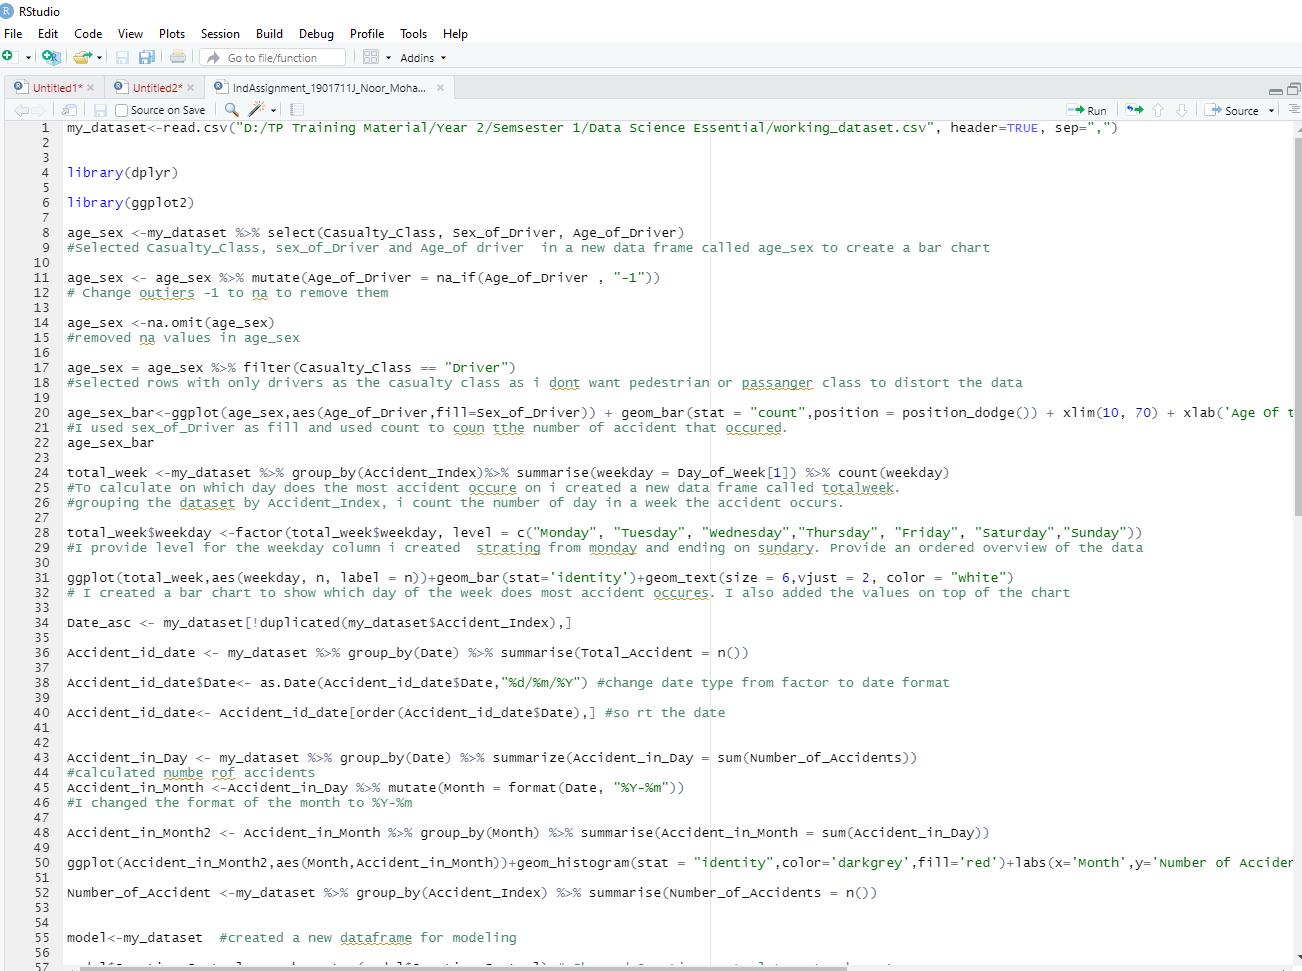 RStudio
File Edit Code View Plots Session Build Debug Profile Tools Help
Go to file/function Addins
Untitled1* Untitled2* IndAssignment_1901711J_Noor_Moha...
Source on Save Run Source
1 my_dataset<-read.csv("D:/TP Training Material/Year 2/Semsester 1/Data Science Essential/working_dataset.csv", header=TRUE, sep=",")
2
3
4 library(dplyr)
5
6 library(ggplot2)
7
8 age_sex <-my_dataset %>% select(Casualty_Class, Sex_of_Driver, Age_of_Driver)
9 #Selected Casualty_Class, sex_of_Driver and Age_of driver  in a new data frame called age_sex to create a bar chart
10
11 age_sex <- age_sex %>% mutate(Age_of_Driver = na_if(Age_of_Driver , "-1"))
12 # Change outiers -1 to na to remove them
13
14 age_sex <-na.omit(age_sex)
15 #removed na values in age_sex
16
17 age_sex = age_sex %>% filter(Casualty_Class == "Driver")
18 #selected rows with only drivers as the casualty class as i dont want pedestrian or passanger class to distort the data
19
20 age_sex_bar<-ggplot(age_sex,aes(Age_of_Driver,fill=Sex_of_Driver)) + geom_bar(stat = "count",position = position_dodge()) + xlim(10, 70) + xlab('Age Of t
21 #I used sex_of_Driver as fill and used count to coun tthe number of accident that occured.
22 age_sex_bar
23
24 total_week <-my_dataset %>% group_by(Accident_Index)%>% summarise(weekday = Day_of_Week[1]) %>% count(weekday)
25 #To calculate on which day does the most accident occure on i created a new data frame called totalweek.
26 #grouping the dataset by Accident_Index, i count the number of day in a week the accident occurs.
27
28 total_week$weekday <-factor(total_week$weekday, level = c("Monday", "Tuesday", "Wednesday","Thursday", "Friday", "Saturday","Sunday"))
29 #I provide level for the weekday column i created  strating from monday and ending on sundary. Provide an ordered overview of the data
30
31 ggplot(total_week,aes(weekday, n, label = n))+geom_bar(stat='identity')+geom_text(size = 6,vjust = 2, color = "white")
32 # I created a bar chart to show which day of the week does most accident occures. I also added the values on top of the chart
33
34 Date_asc <- my_dataset[!duplicated(my_dataset$Accident_Index),]
35
36 Accident_id_date <- my_dataset %>% group_by(Date) %>% summarise(Total_Accident = n())
37
38 Accident_id_date$Date<- as.Date(Accident_id_date$Date,"%d/%m/%Y") #change date type from factor to date format
39
40 Accident_id_date<- Accident_id_date[order(Accident_id_date$Date),] #so rt the date
41
42
43 Accident_in_Day <- my_dataset %>% group_by(Date) %>% summarize(Accident_in_Day = sum(Number_of_Accidents))
44 #calculated numbe rof accidents
45 Accident_in_Month <-Accident_in_Day %>% mutate(Month = format(Date, "%Y-%m"))
46 #I changed the format of the month to %Y-%m
47
48 Accident_in_Month2 <- Accident_in_Month %>% group_by(Month) %>% summarise(Accident_in_Month = sum(Accident_in_Day))
49
50 ggplot(Accident_in_Month2,aes(Month,Accident_in_Month))+geom_histogram(stat = "identity",color='darkgrey',fill='red')+labs(x='Month',y='Number of Acciden
51
52 Number_of_Accident <-my_dataset %>% group_by(Accident_Index) %>% summarise(Number_of_Accidents = n())
53
54
55 model<-my_dataset  #created a new dataframe for modeling
56
57